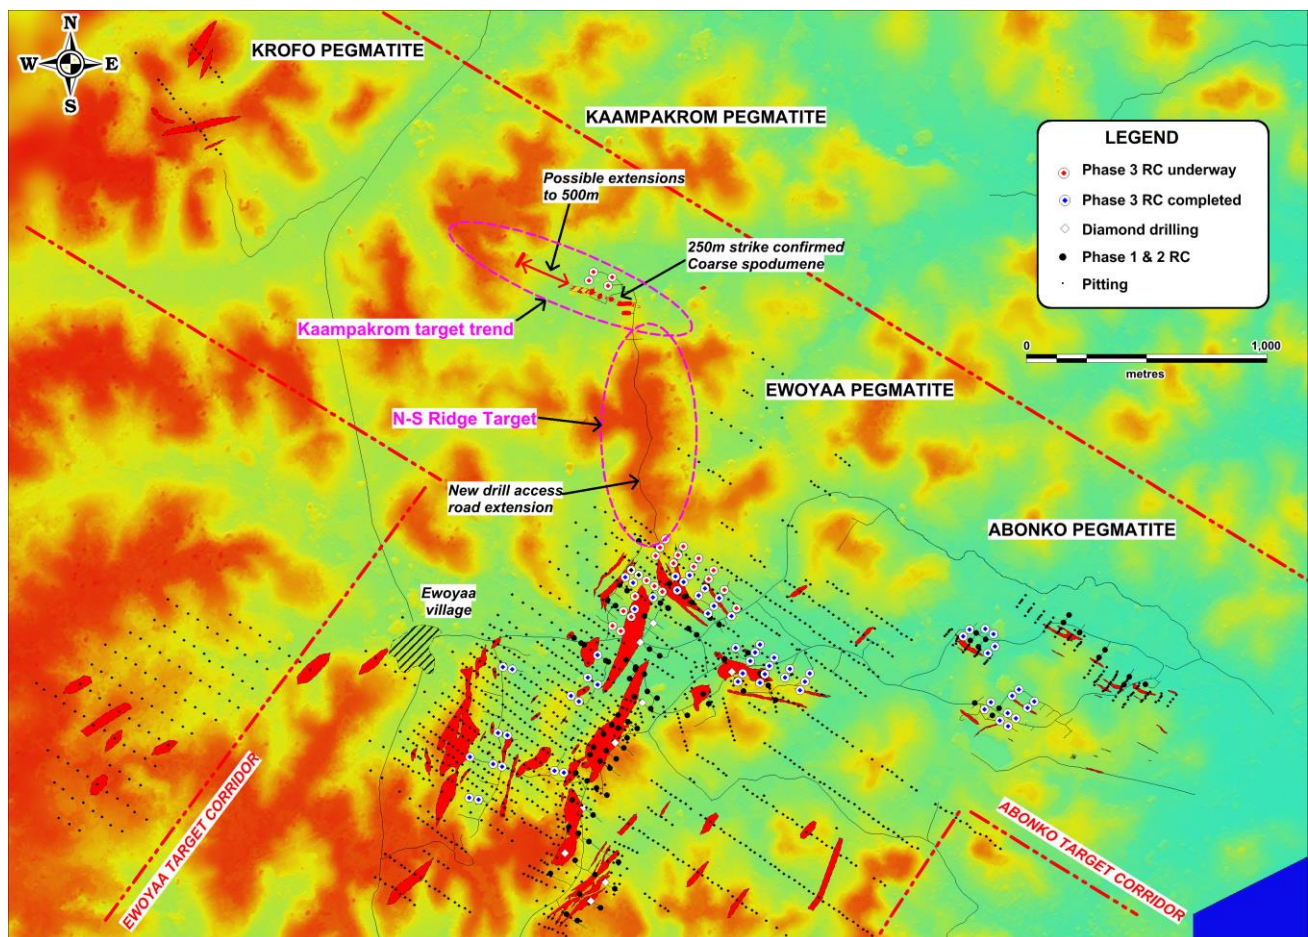 N
W
E
S
KROFO PEGMATITE
KAAMPAKROM PEGMATITE
LEGEND
Phase 3 RC underway
Phase 3 RC completed
Diamond drilling
Phase 1 & 2 RC
Pitting
0
1,000
metres
Possible extensions
to 500m
250m strike confirmed
Coarse spodumene
Kaampakrom target trend
EWOYAA PEGMATITE
N-S Ridge Target
New drill access
road extension
ABONKO PEGMATITE
Ewoyaa
village
EWOYAA TARGET CORRIDOR
ABONKO TARGET CORRIDOR